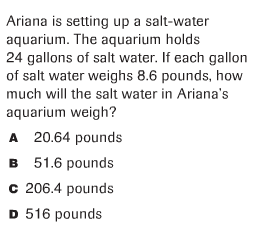 Ariana is setting up a salt-water
aquarium. The aquarium holds
24 gallons of salt water. If each gallon
of salt water weighs 8.6 pounds, how
much will the salt water in Ariana's
aquarium weigh?
A 20.64 pounds
B 51.6 pounds
C 206.4 pounds
D 516 pounds